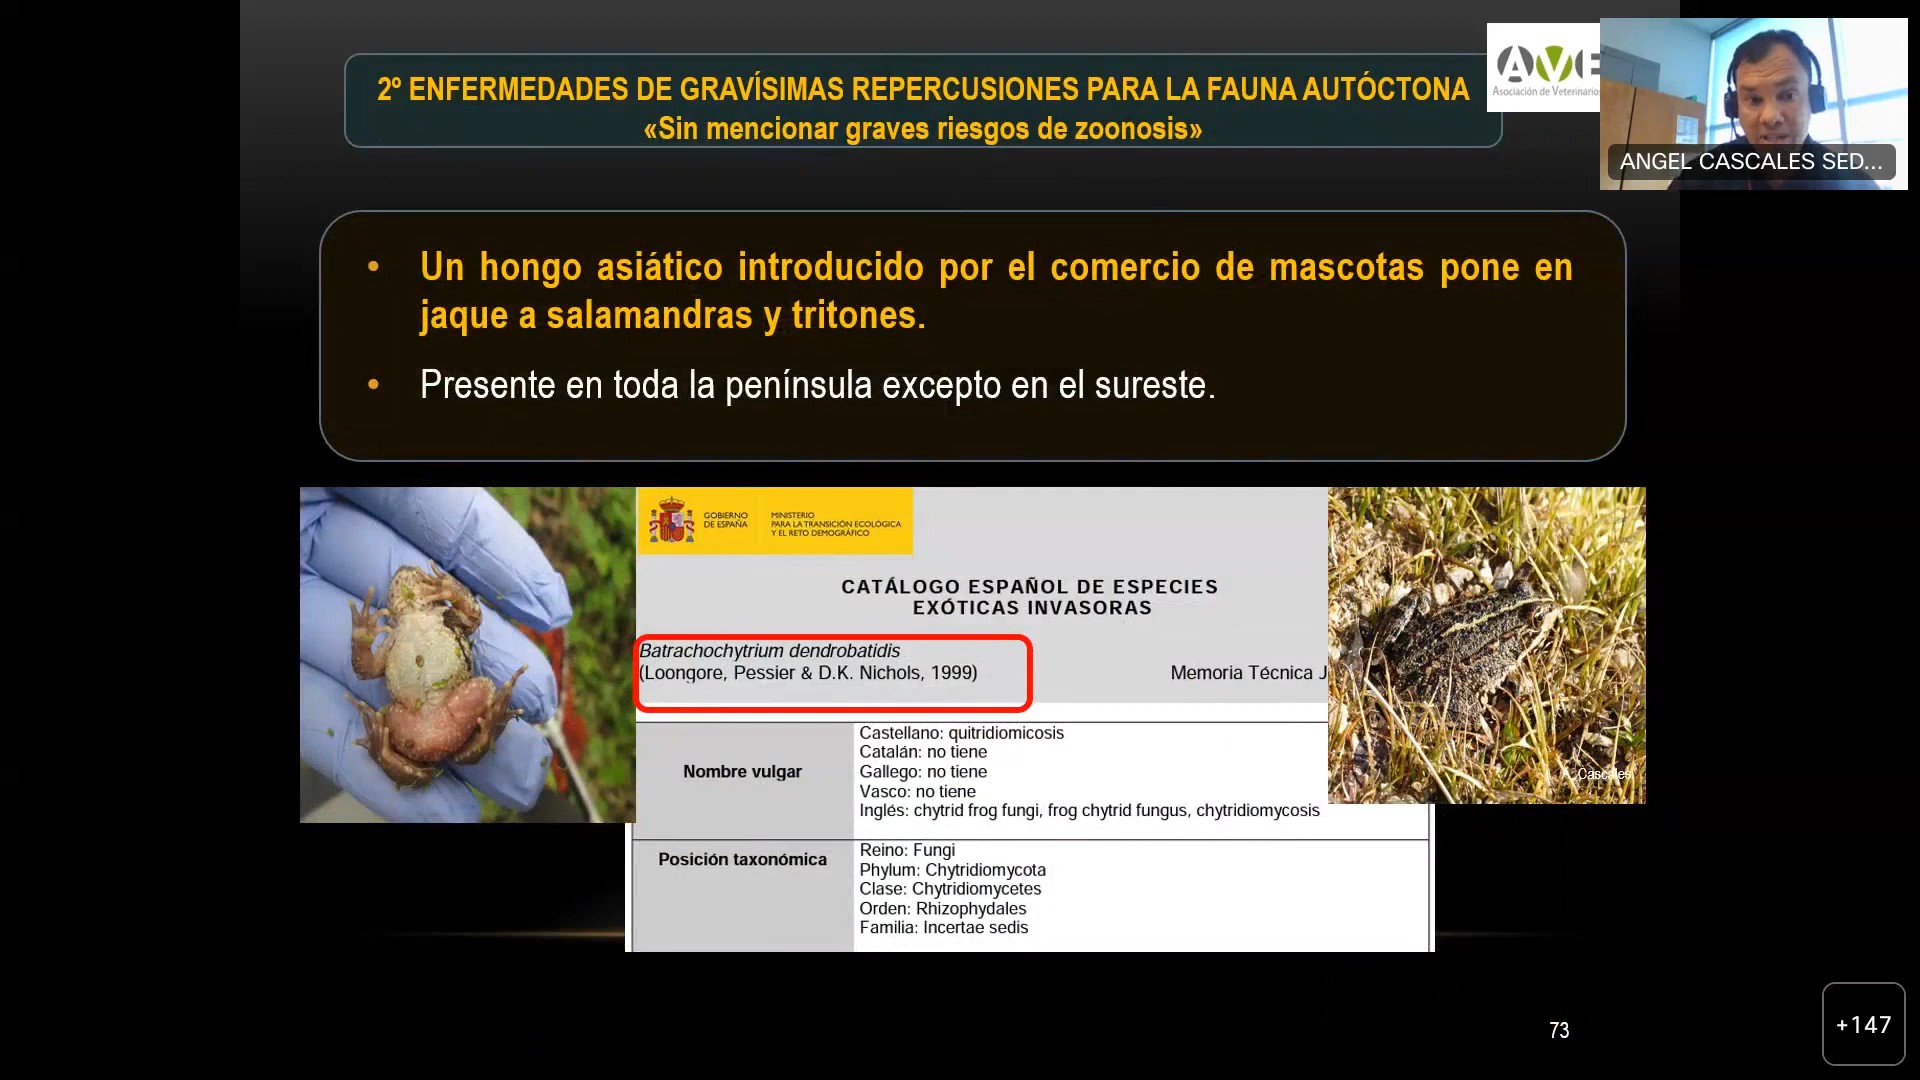 2º ENFERMEDADES DE GRAVÍSIMAS REPERCUSIONES PARA LA FAUNA AUTÓCTONA
«Sin mencionar graves riesgos de zoonosis»
AVE
Asociación de Veterinarios
ANGEL CASCALES SED...
• Un hongo asiático introducido por el comercio de mascotas pone en
jaque a salamandras y tritones.
• Presente en toda la península excepto en el sureste.
GOBIERNO
DE ESPAÑA
MINISTERIO
PARA LA TRANSICIÓN ECOLÓGICA
Y EL RETO DEMOGRÁFICO
CATÁLOGO ESPAÑOL DE ESPECIES
EXÓTICAS INVASORAS
Batrachochytrium dendrobatidis
(Loongore, Pessier & D.K. Nichols, 1999)
Memoria Técnica J
Nombre vulgar
Castellano: quitridiomicosis
Catalán: no tiene
Gallego: no tiene
Vasco: no tiene
Inglés: chytrid frog fungi, frog chytrid fungus, chytridiomycosis
Posición taxonómica
Reino: Fungi
Phylum: Chytridiomycota
Clase: Chytridiomycetes
Orden: Rhizophydales
Familia: Incertae sedis
A. Cascales
73
+147